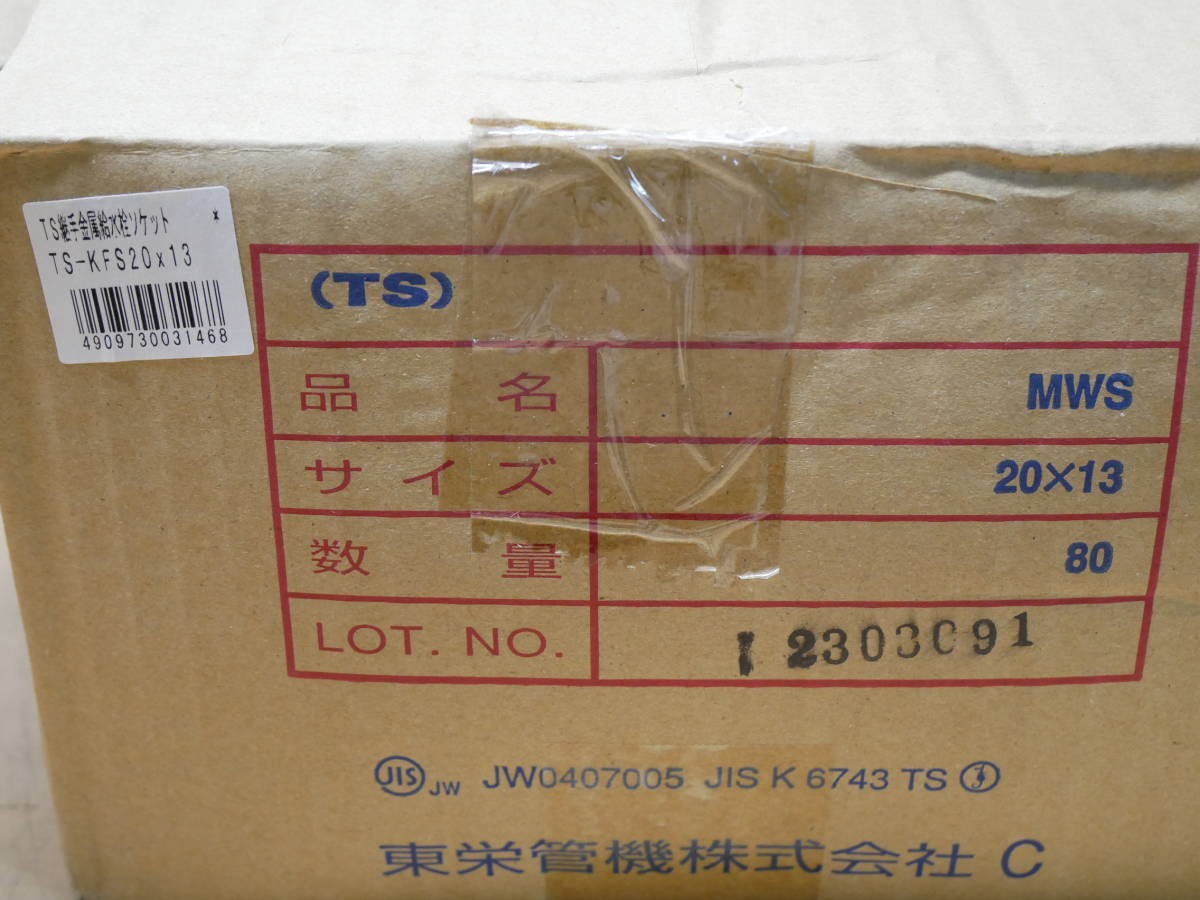 TS継手金属給水栓ソケット *
TS-KFS20x13
4909730031468
(TS)
品名 MWS
サイズ 20×13
数量 80
LOT. NO. I 2303091
JIS JW JW0407005 JIS K 6743 TS
東栄管機株式会社 C